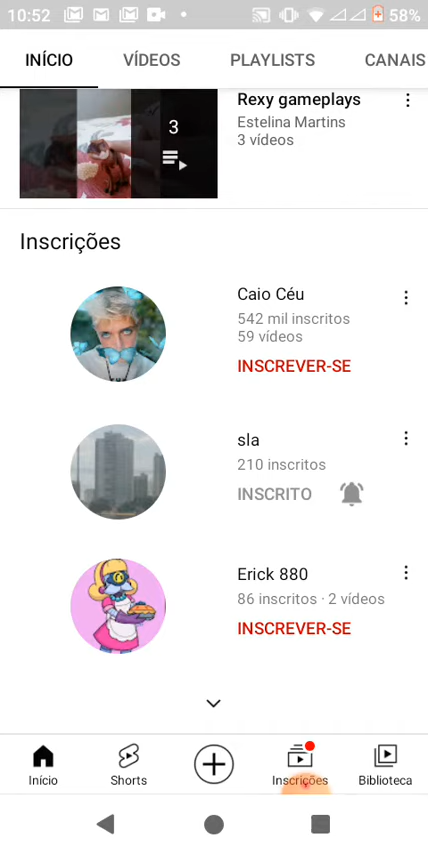 10:52
58%
INÍCIO
VÍDEOS
PLAYLISTS
CANAIS
3
Rexy gameplays
Estelina Martins
3 vídeos
Inscrições
Caio Céu
542 mil inscritos
59 vídeos
INSCREVER-SE
sla
210 inscritos
INSCRITO
Erick 880
86 inscritos · 2 vídeos
INSCREVER-SE
Início
Shorts
Inscrições
Biblioteca